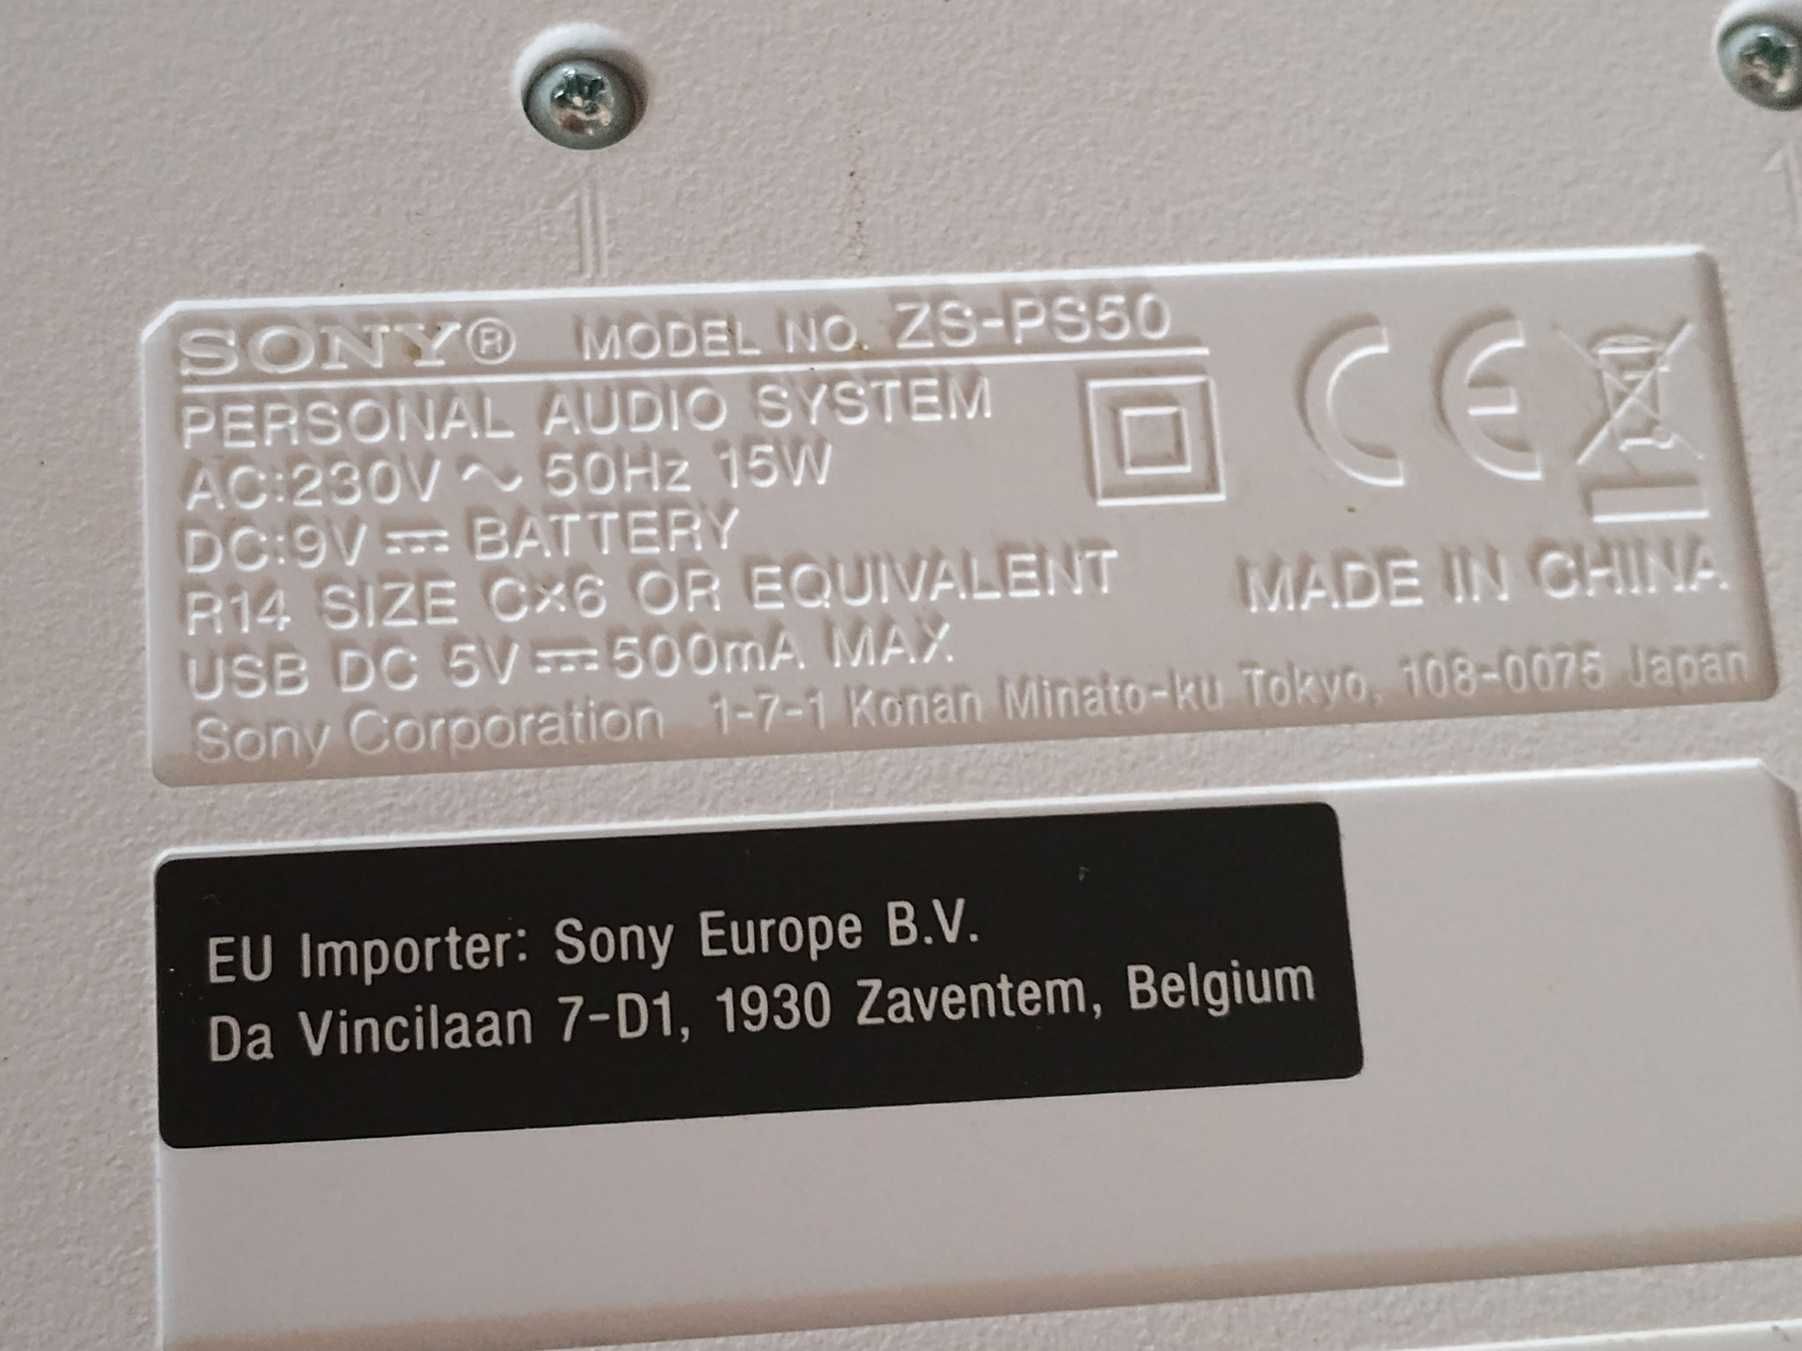 SONY® MODEL NO. ZS-PS50
PERSONAL AUDIO SYSTEM
AC:230V ~ 50Hz 15W
DC:9V ⎓ BATTERY
R14 SIZE C×6 OR EQUIVALENT
USB DC 5V ⎓ 500mA MAX
CE
MADE IN CHINA
Sony Corporation 1-7-1 Konan Minato-ku Tokyo, 108-0075 Japan
EU Importer: Sony Europe B.V.
Da Vincilaan 7-D1, 1930 Zaventem, Belgium